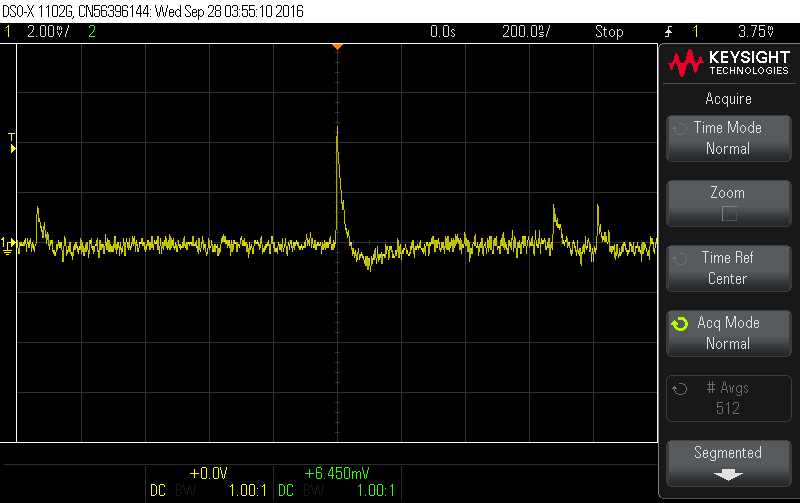 DSO-X 1102G, CN56396144: Wed Sep 28 03:55:10 2016
1 2.00V/ 2 0.0s 200.0s/ Stop 1 3.75V
KEYSIGHT
TECHNOLOGIES
Acquire
Time Mode
Normal
Zoom
Time Ref
Center
Acq Mode
Normal
# Avgs
512
Segmented
T
1
+0.0V +6.450mV
DC BW 1.00:1 DC BW 1.00:1